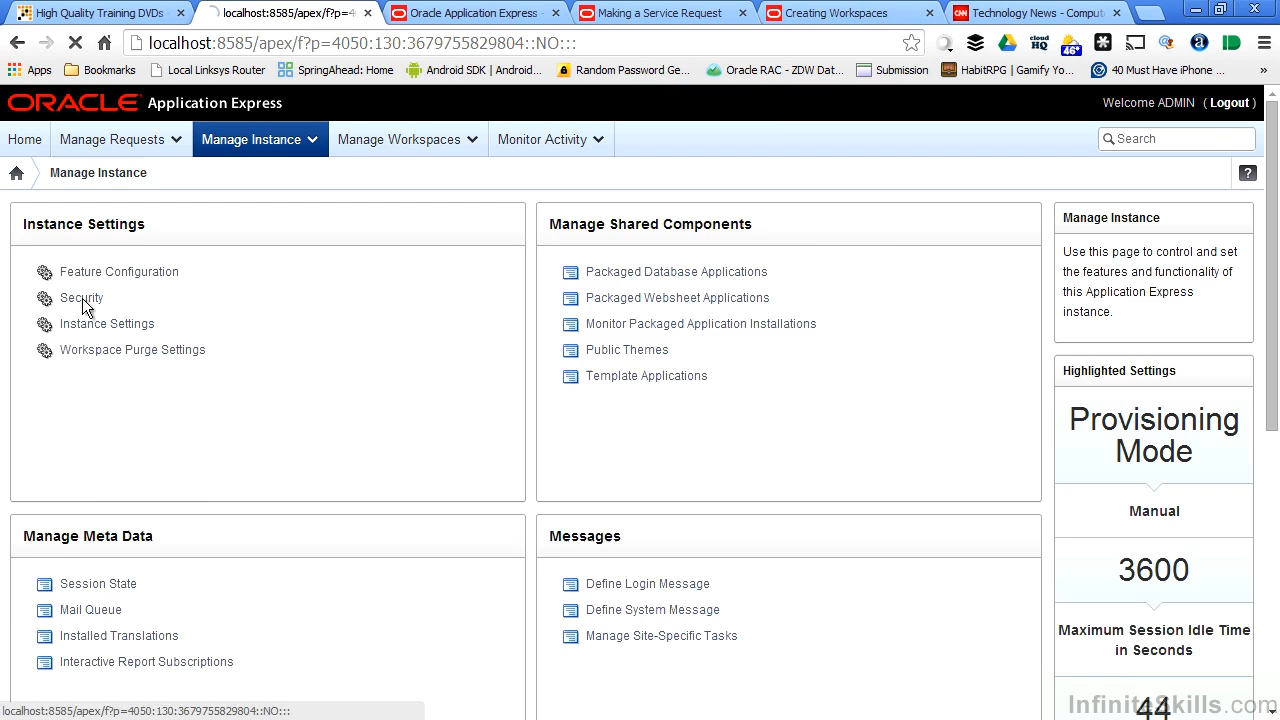 High Quality Training DVDs
localhost:8585/apex/f?p=4
Oracle Application Express -
Making a Service Request
Creating Workspaces
Technology News - Comput
localhost:8585/apex/f?p=4050:130:3679755829804::NO:::
46°
Apps
Bookmarks
Local Linksys Router
SpringAhead: Home
Android SDK | Android...
Random Password Ge...
Oracle RAC - ZDW Dat...
Submission
HabitRPG | Gamify Yo...
40 Must Have iPhone ...
ORACLE Application Express
Welcome ADMIN ( Logout )
Home
Manage Requests
Manage Instance
Manage Workspaces
Monitor Activity
Search
Manage Instance
?
Instance Settings
Feature Configuration
Security
Instance Settings
Workspace Purge Settings
Manage Shared Components
Packaged Database Applications
Packaged Websheet Applications
Monitor Packaged Application Installations
Public Themes
Template Applications
Manage Instance
Use this page to control and set
the features and functionality of
this Application Express
instance.
Highlighted Settings
Provisioning
Mode
Manual
3600
Maximum Session Idle Time
in Seconds
44
Manage Meta Data
Session State
Mail Queue
Installed Translations
Interactive Report Subscriptions
Messages
Define Login Message
Define System Message
Manage Site-Specific Tasks
localhost:8585/apex/f?p=4050:130:3679755829804::NO:::
InfiniteSkills.com